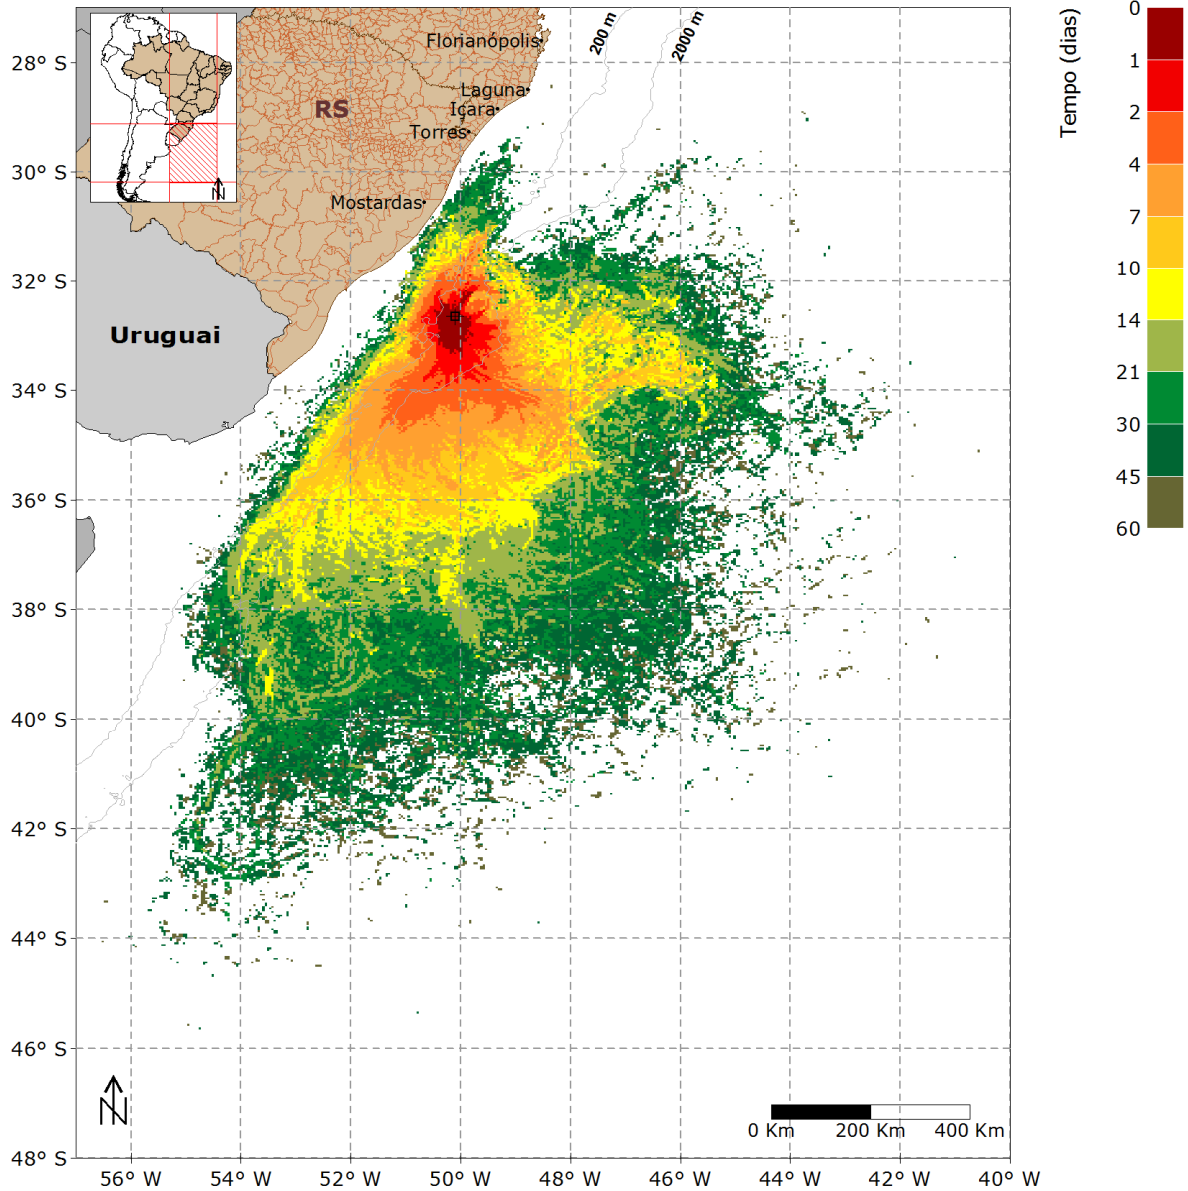 Florianópolis
Laguna
Içara
Torres
Mostardas
RS
Uruguai
200 m
2000 m
N
28° S
30° S
32° S
34° S
36° S
38° S
40° S
42° S
44° S
46° S
48° S
N
0 Km 200 Km 400 Km
56° W 54° W 52° W 50° W 48° W 46° W 44° W 42° W 40° W
Tempo (dias)
0
1
2
4
7
10
14
21
30
45
60